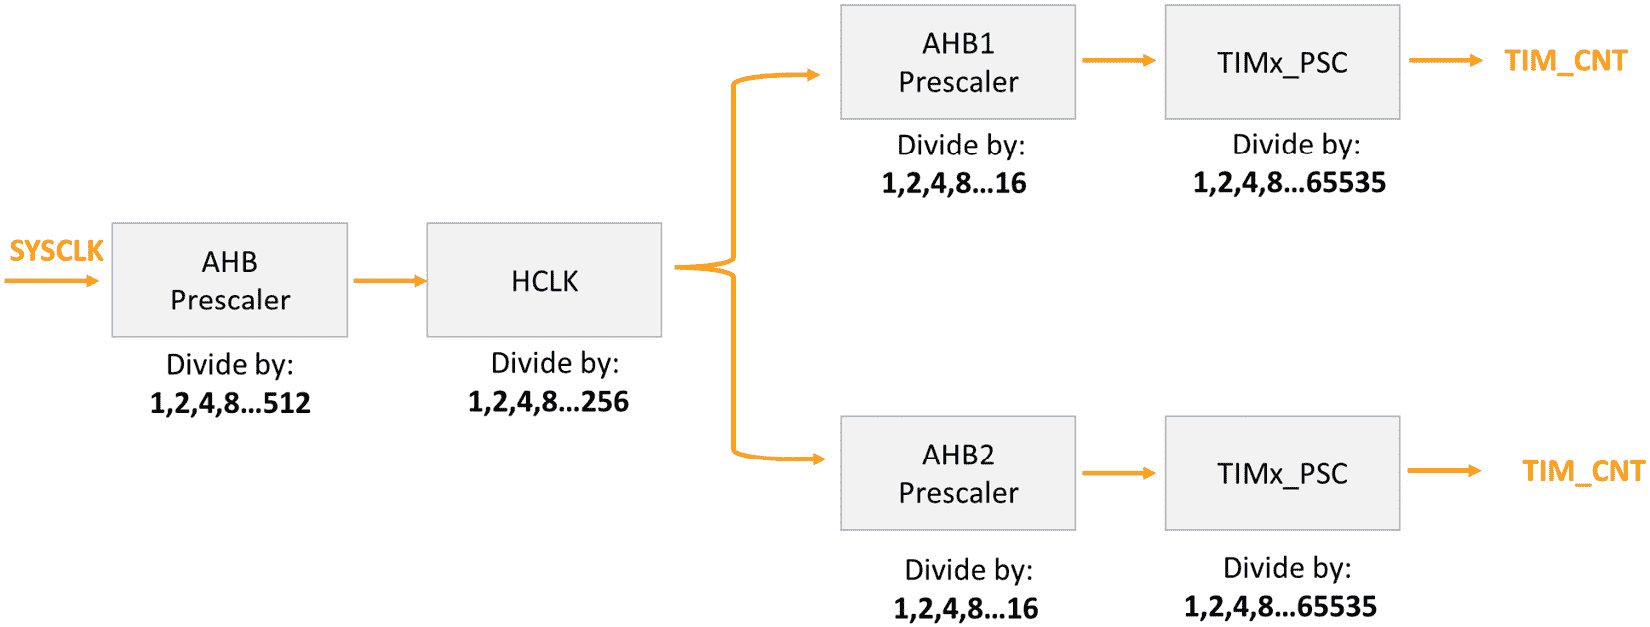 SYSCLK
AHB
Prescaler
Divide by:
1,2,4,8...512
HCLK
Divide by:
1,2,4,8...256
AHB1
Prescaler
Divide by:
1,2,4,8...16
TIMx_PSC
Divide by:
1,2,4,8...65535
TIM_CNT
AHB2
Prescaler
Divide by:
1,2,4,8...16
TIMx_PSC
Divide by:
1,2,4,8...65535
TIM_CNT